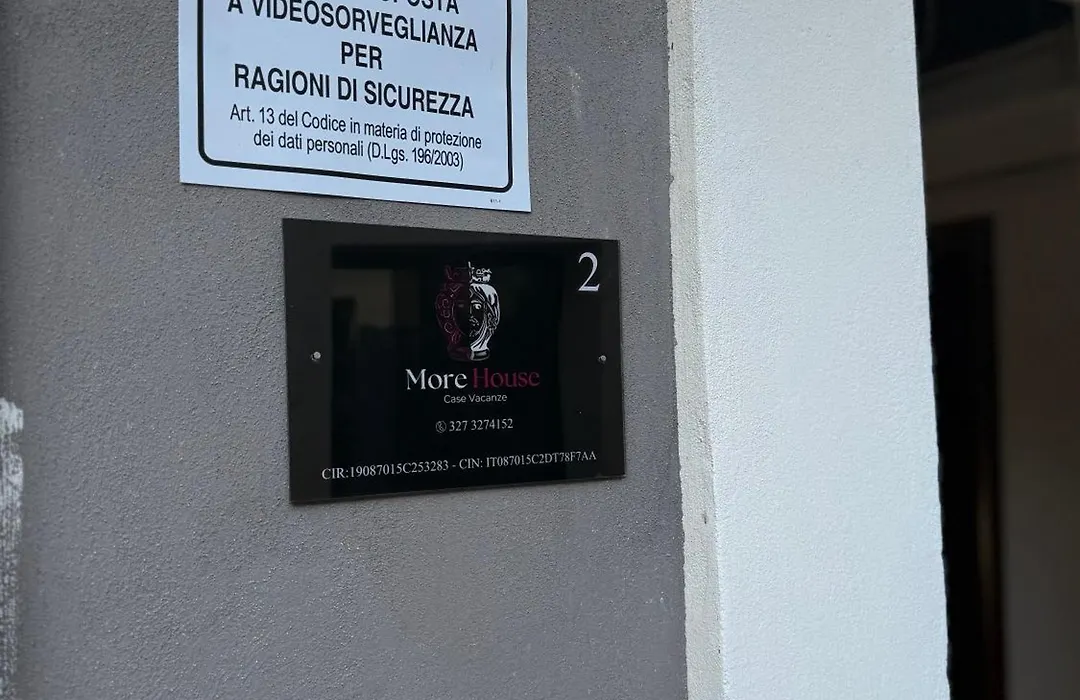 A VIDEOSORVEGLIANZA
PER
RAGIONI DI SICUREZZA
Art. 13 del Codice in materia di protezione
dei dati personali (D.Lgs. 196/2003)
2
More House
Case Vacanze
327 3274152
CIR:19087015C253283 - CIN: IT087015C2DT78F7AA